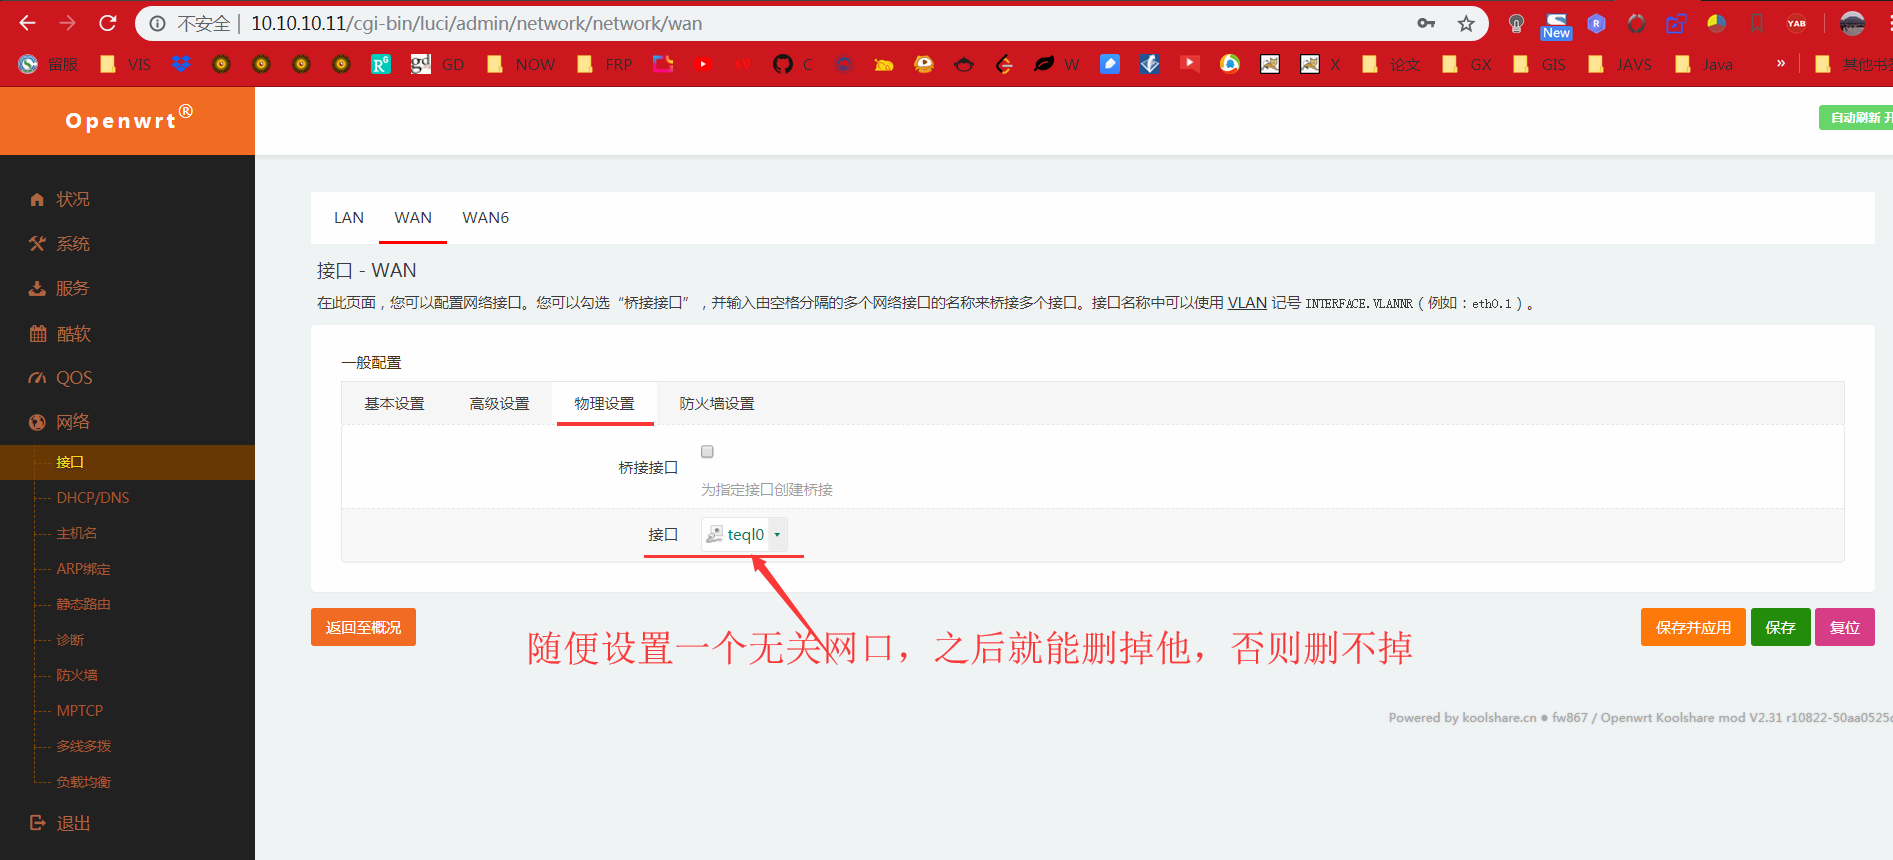 不安全 | 10.10.10.11/cgi-bin/luci/admin/network/network/wan
New
YAB
留服 VIS GD NOW FRP C W X 论文 GX GIS JAVS Java »
Openwrt®
自动刷新 开
状况
系统
服务
酷软
QOS
网络
接口
DHCP/DNS
主机名
ARP绑定
静态路由
诊断
防火墙
MPTCP
多线多拨
负载均衡
退出
LAN WAN WAN6
接口 - WAN
在此页面，您可以配置网络接口。您可以勾选“桥接接口”，并输入由空格分隔的多个网络接口的名称来桥接多个接口。接口名称中可以使用 VLAN 记号 INTERFACE.VLANNR（例如：eth0.1）。
一般配置
基本设置 高级设置 物理设置 防火墙设置
桥接接口
为指定接口创建桥接
接口 teql0
返回至概况
保存并应用 保存 复位
随便设置一个无关网口，之后就能删掉他，否则删不掉
Powered by koolshare.cn ● fw867 / Openwrt Koolshare mod V2.31 r10822-50aa0525